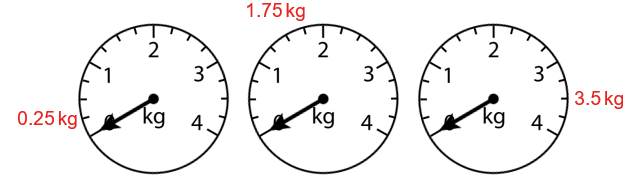 1.75 kg
2 2 2
1 3 1 3 1 3
3.5 kg
0.25 kg
kg 4 kg 4 kg 4